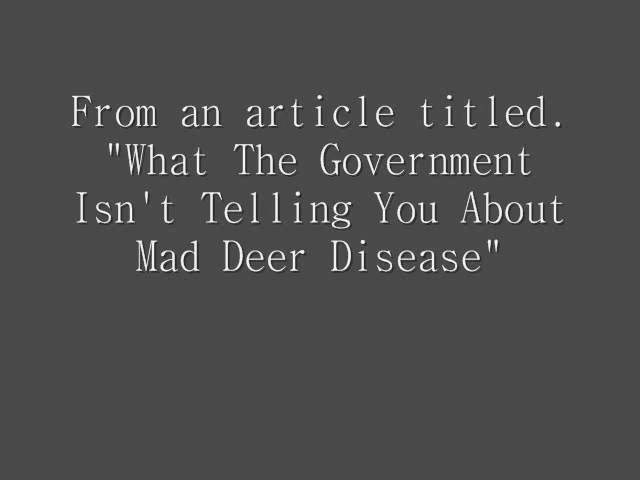 From an article titled.
"What The Government
Isn't Telling You About
Mad Deer Disease"